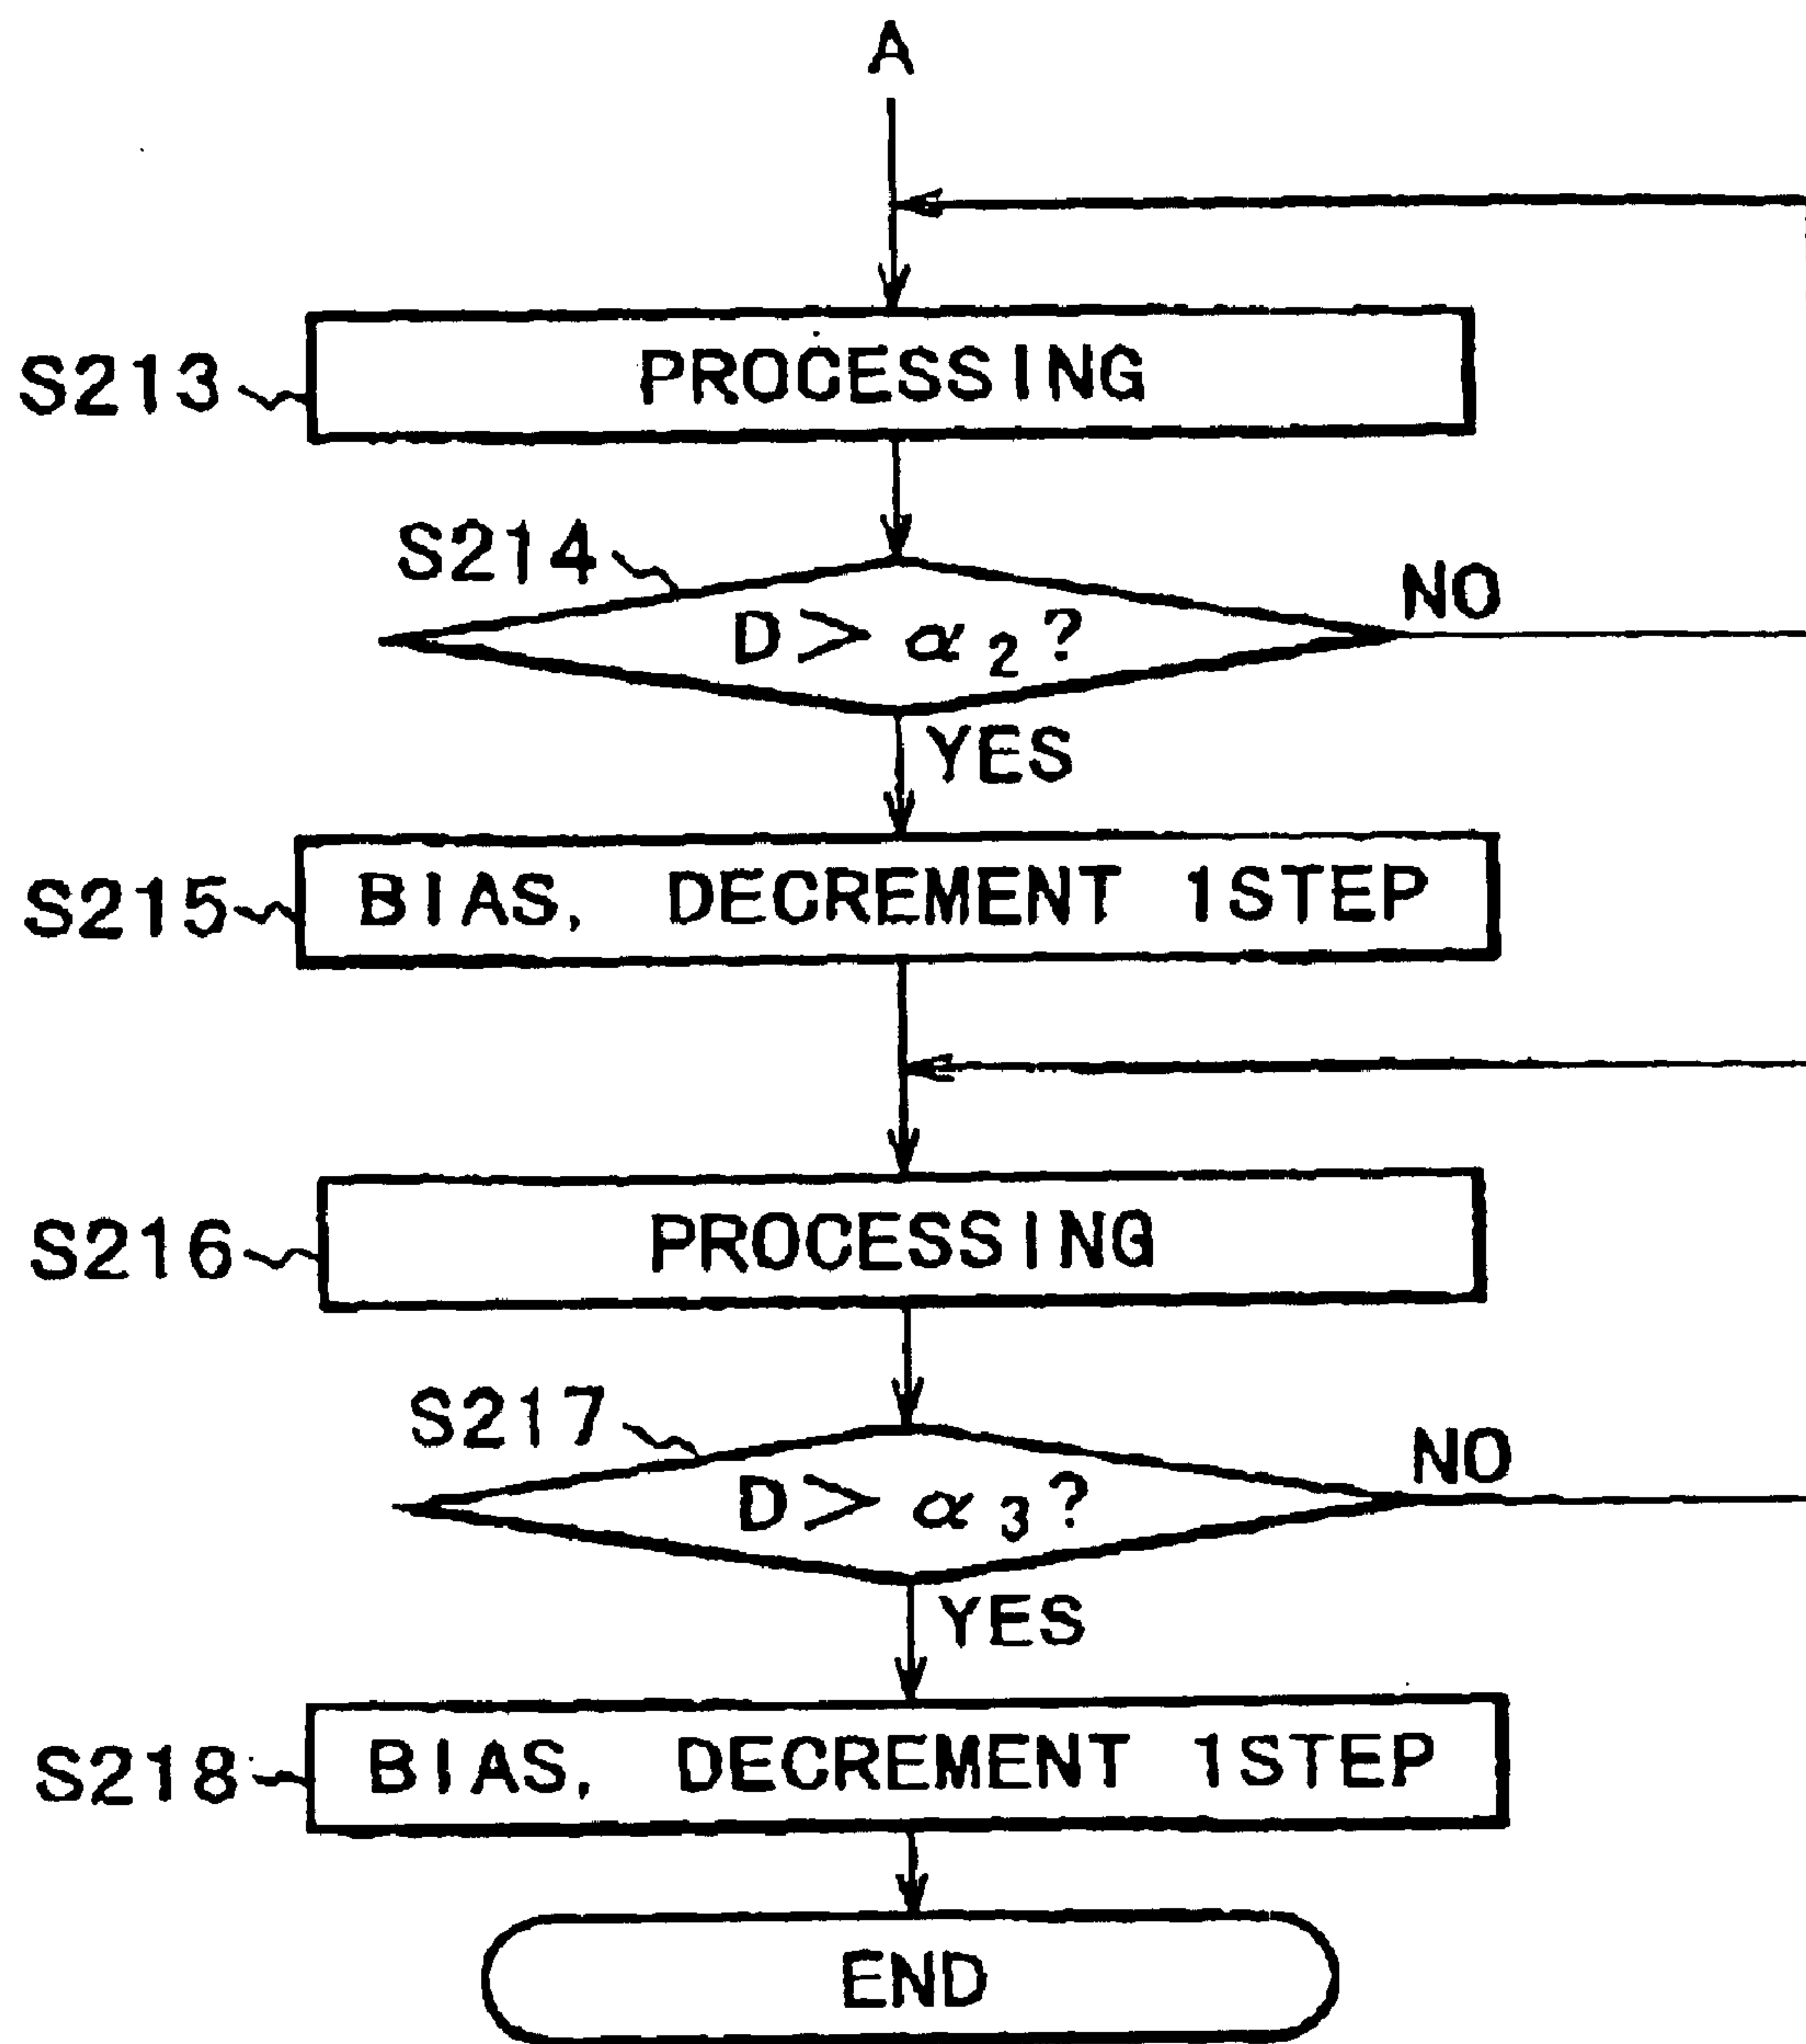 A
S213
PROCESSING
S214
D > α₂ ?
NO
YES
S215
BIAS, DECREMENT 1STEP
S216
PROCESSING
S217
D > α₃ ?
NO
YES
S218
BIAS, DECREMENT 1STEP
END